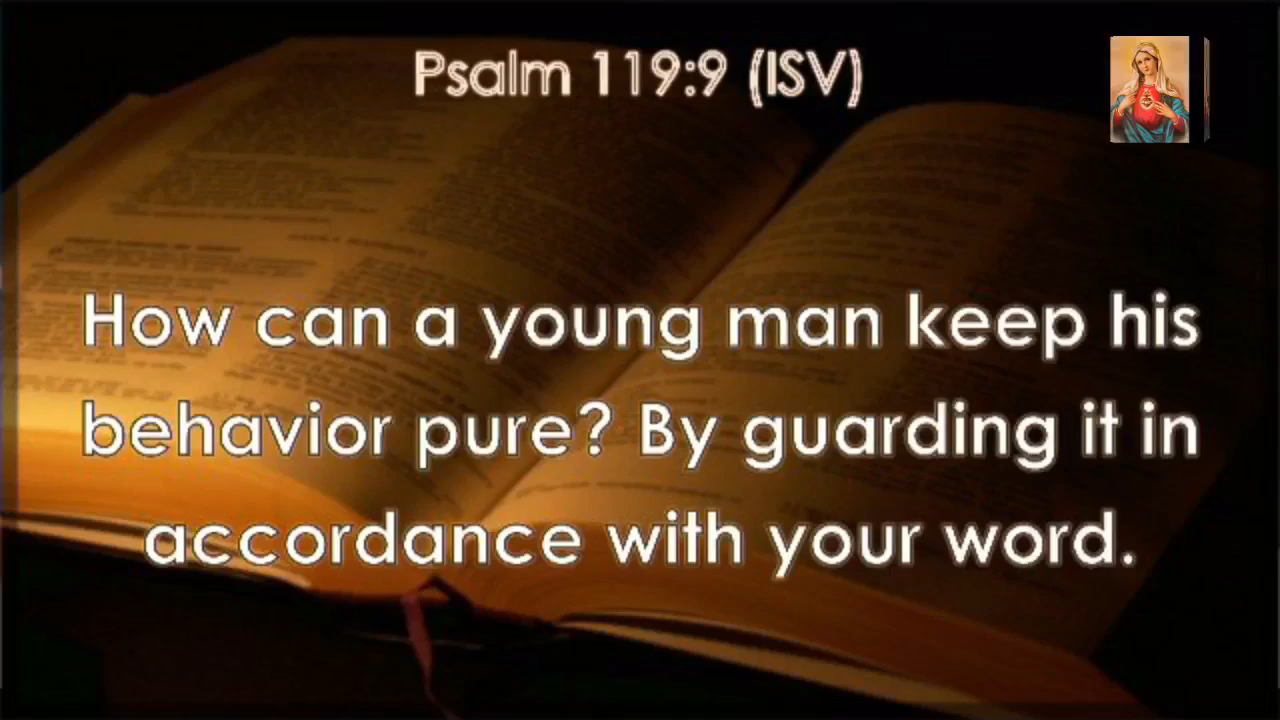 Psalm 119:9 (ISV)
How can a young man keep his
behavior pure? By guarding it in
accordance with your word.